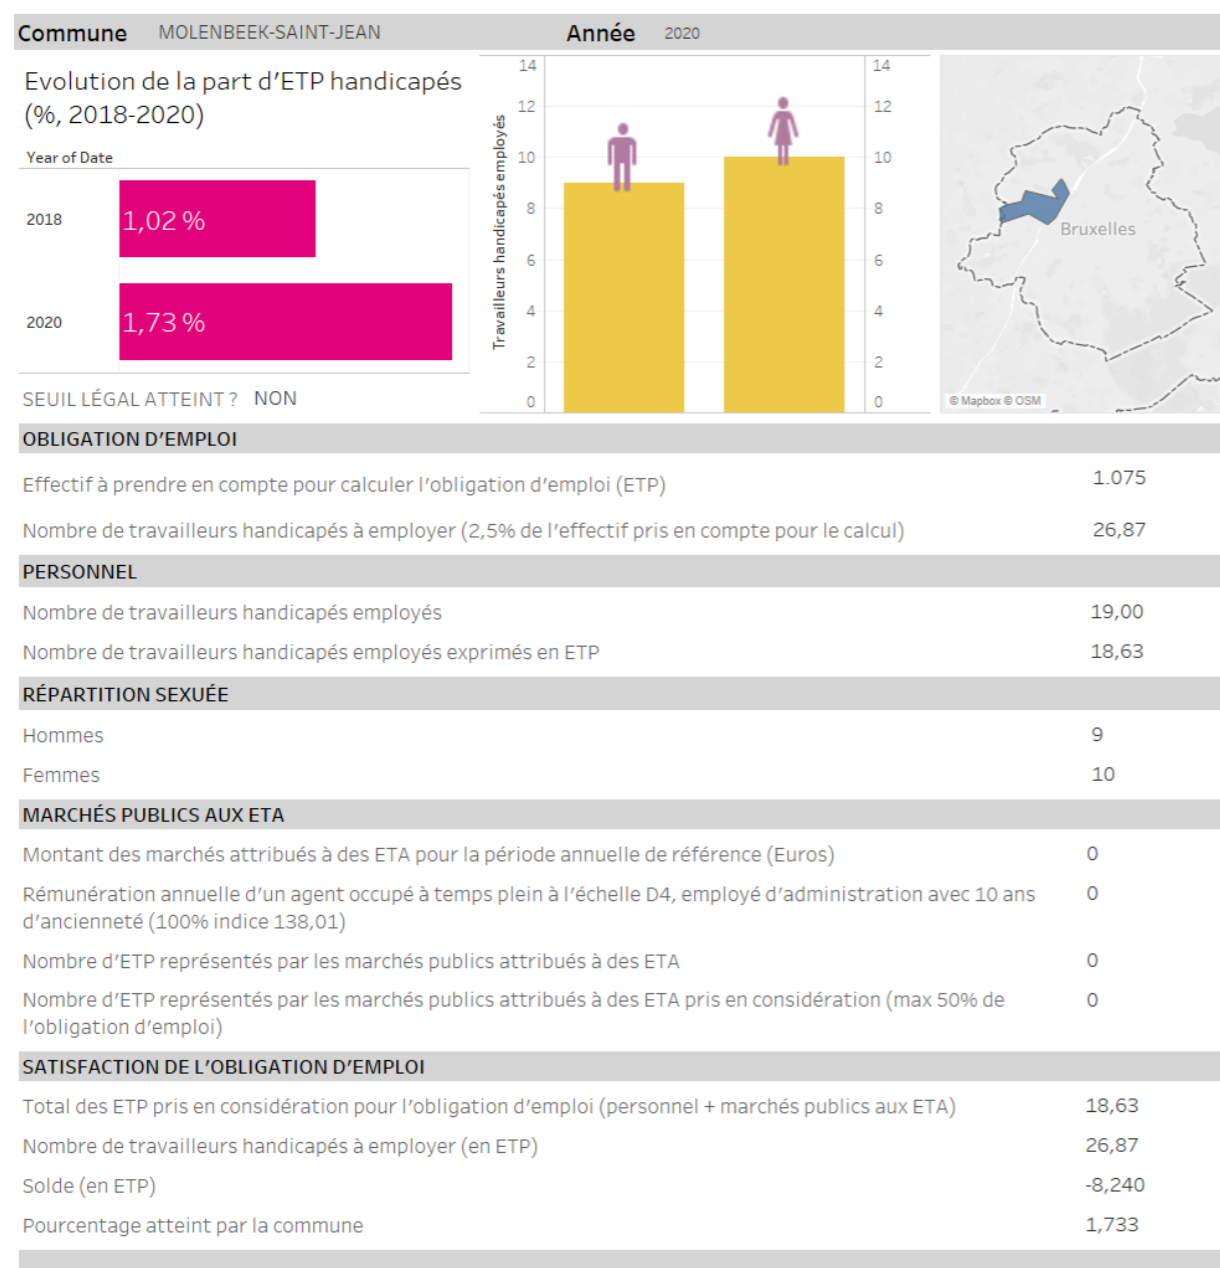 Commune MOLENBEEK-SAINT-JEAN Année 2020
Evolution de la part d'ETP handicapés
(%, 2018-2020)
Year of Date
2018 1,02 %
2020 1,73 %
SEUIL LÉGAL ATTEINT ? NON
Travailleurs handicapés employés
14 14
12 12
10 10
8 8
6 6
4 4
2 2
0 0
Bruxelles
© Mapbox © OSM
OBLIGATION D'EMPLOI
Effectif à prendre en compte pour calculer l'obligation d'emploi (ETP) 1.075
Nombre de travailleurs handicapés à employer (2,5% de l'effectif pris en compte pour le calcul) 26,87
PERSONNEL
Nombre de travailleurs handicapés employés 19,00
Nombre de travailleurs handicapés employés exprimés en ETP 18,63
RÉPARTITION SEXUÉE
Hommes 9
Femmes 10
MARCHÉS PUBLICS AUX ETA
Montant des marchés attribués à des ETA pour la période annuelle de référence (Euros) 0
Rémunération annuelle d'un agent occupé à temps plein à l'échelle D4, employé d'administration avec 10 ans 0
d'ancienneté (100% indice 138,01)
Nombre d'ETP représentés par les marchés publics attribués à des ETA 0
Nombre d'ETP représentés par les marchés publics attribués à des ETA pris en considération (max 50% de 0
l'obligation d'emploi)
SATISFACTION DE L'OBLIGATION D'EMPLOI
Total des ETP pris en considération pour l'obligation d'emploi (personnel + marchés publics aux ETA) 18,63
Nombre de travailleurs handicapés à employer (en ETP) 26,87
Solde (en ETP) -8,240
Pourcentage atteint par la commune 1,733